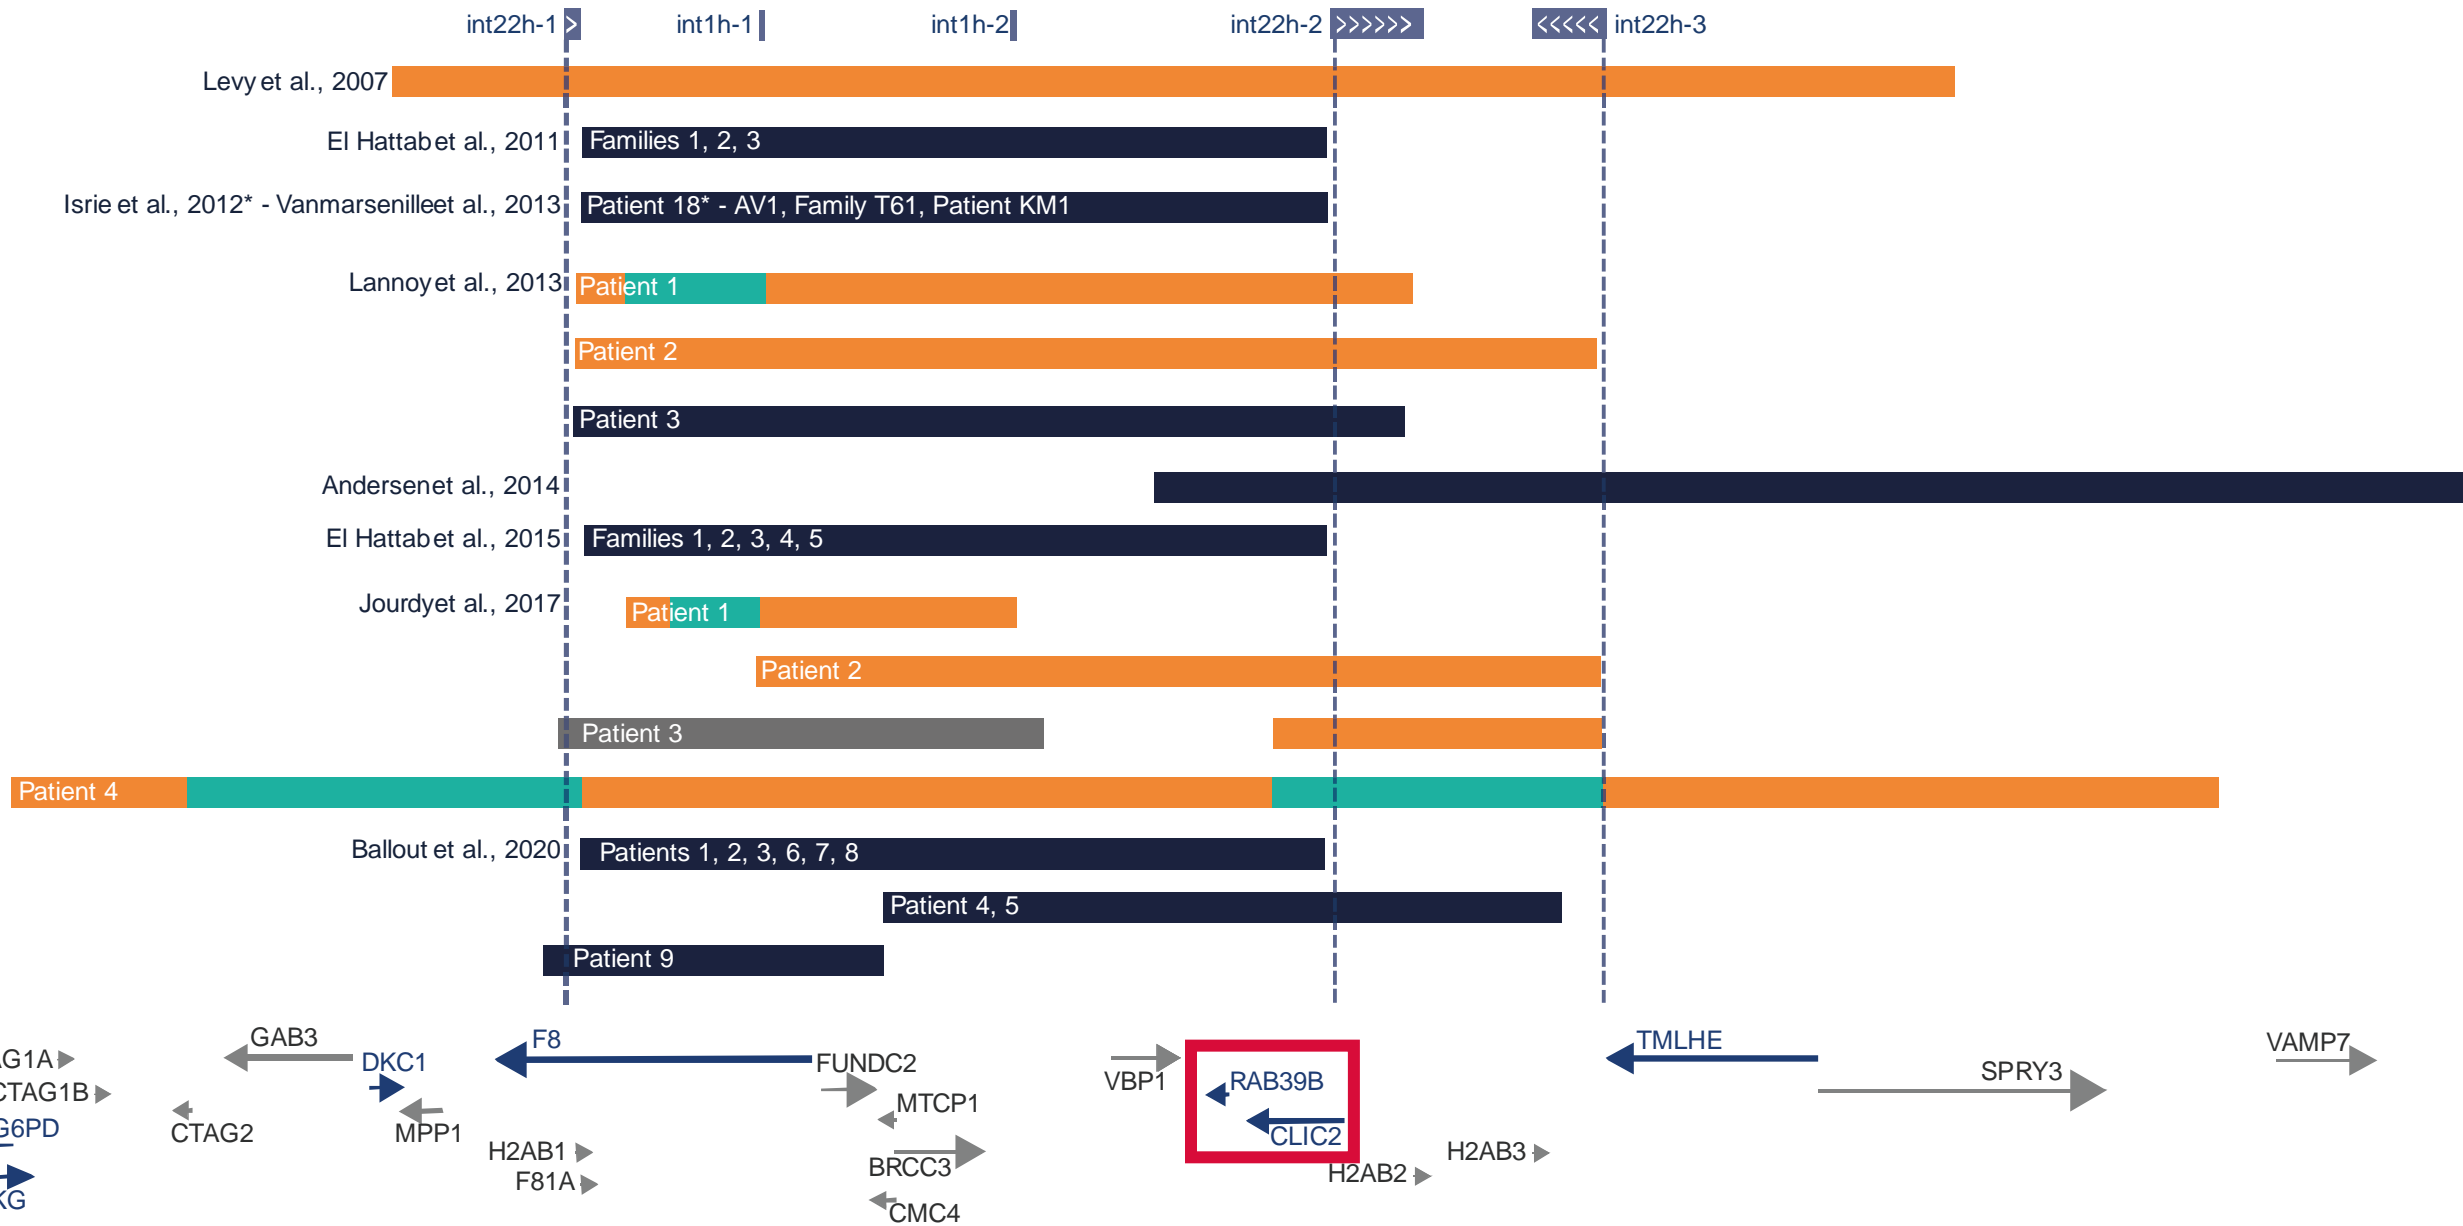 int22h-1 > int1h-1 int1h-2 int22h-2 >>>>>> <<<<< int22h-3
Levy et al., 2007
El Hattab et al., 2011 Families 1, 2, 3
Isrie et al., 2012* - Vanmarsenille et al., 2013 Patient 18* - AV1, Family T61, Patient KM1
Lannoy et al., 2013 Patient 1
Patient 2
Patient 3
Andersen et al., 2014
El Hattab et al., 2015 Families 1, 2, 3, 4, 5
Jourdy et al., 2017 Patient 1
Patient 2
Patient 3
Patient 4
Ballout et al., 2020 Patients 1, 2, 3, 6, 7, 8
Patient 4, 5
Patient 9
GAB3 F8 TMLHE VAMP7
AG1A DKC1 FUNDC2 VBP1 RAB39B SPRY3
CTAG1B MTCP1
G6PD CTAG2 MPP1 CLIC2
H2AB1 BRCC3 H2AB2 H2AB3
F81A
KG CMC4